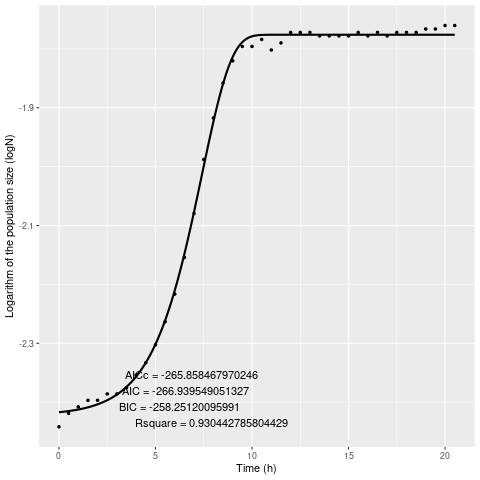 Logarithm of the population size (logN)
-1.9
-2.1
-2.3
AICc = -265.858467970246
AIC = -266.939549051327
BIC = -258.25120095991
Rsquare = 0.930442785804429
0 5 10 15 20
Time (h)